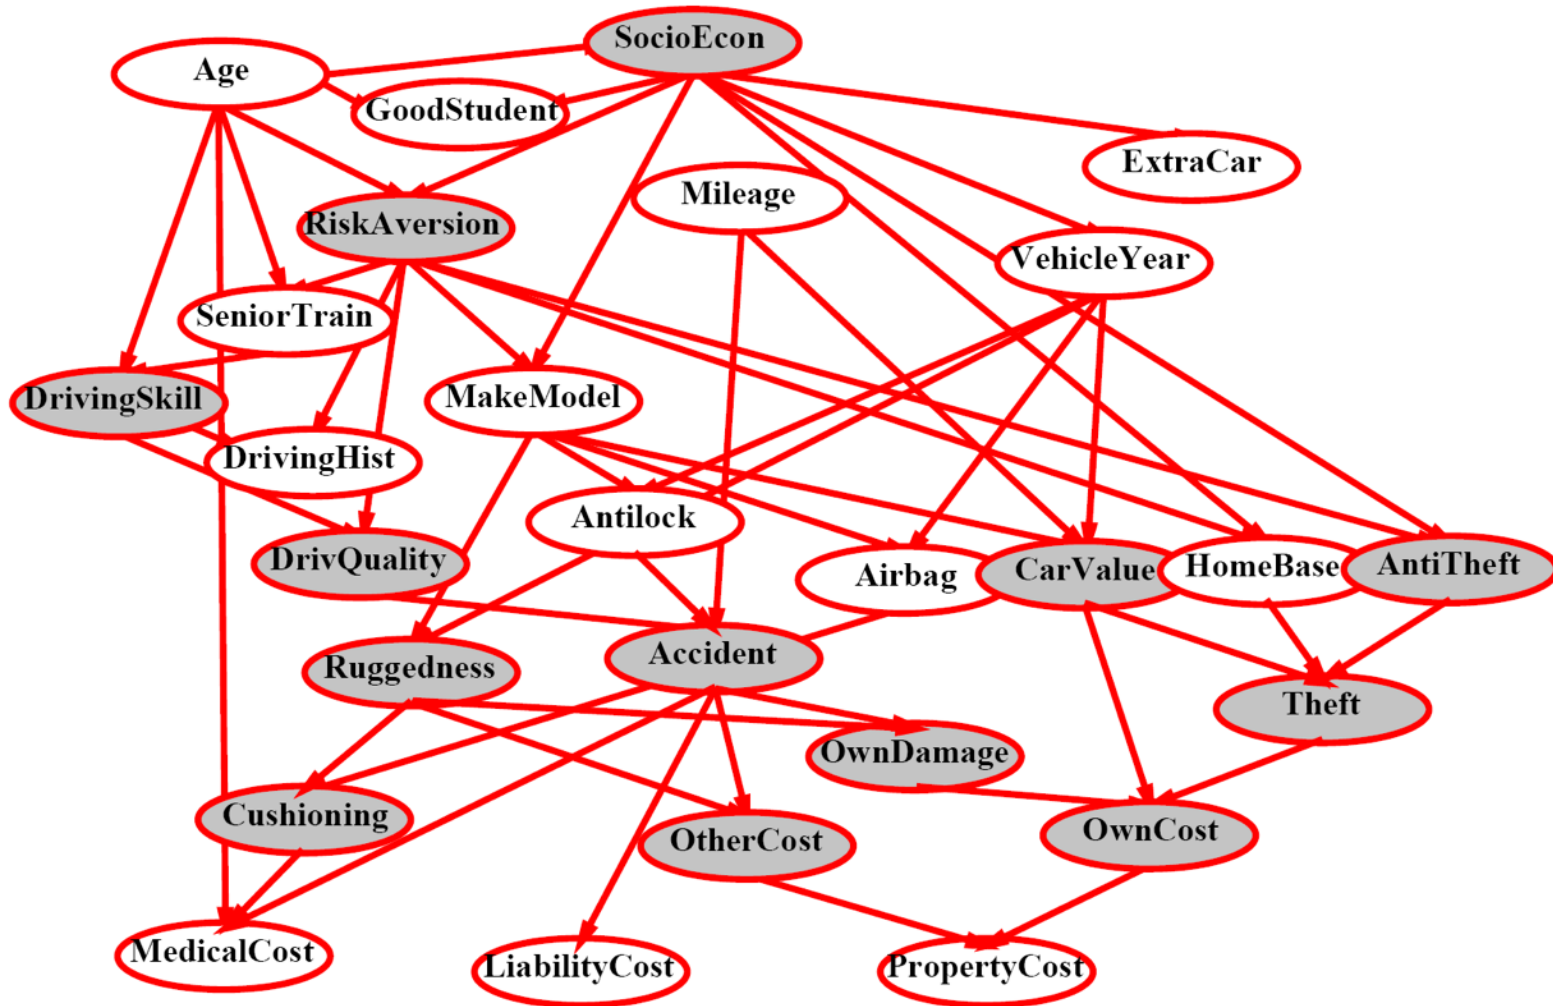 SocioEcon
Age
GoodStudent
ExtraCar
Mileage
RiskAversion
VehicleYear
SeniorTrain
DrivingSkill
MakeModel
DrivingHist
Antilock
DrivQuality
Airbag
CarValue
HomeBase
AntiTheft
Ruggedness
Accident
Theft
OwnDamage
Cushioning
OtherCost
OwnCost
MedicalCost
LiabilityCost
PropertyCost